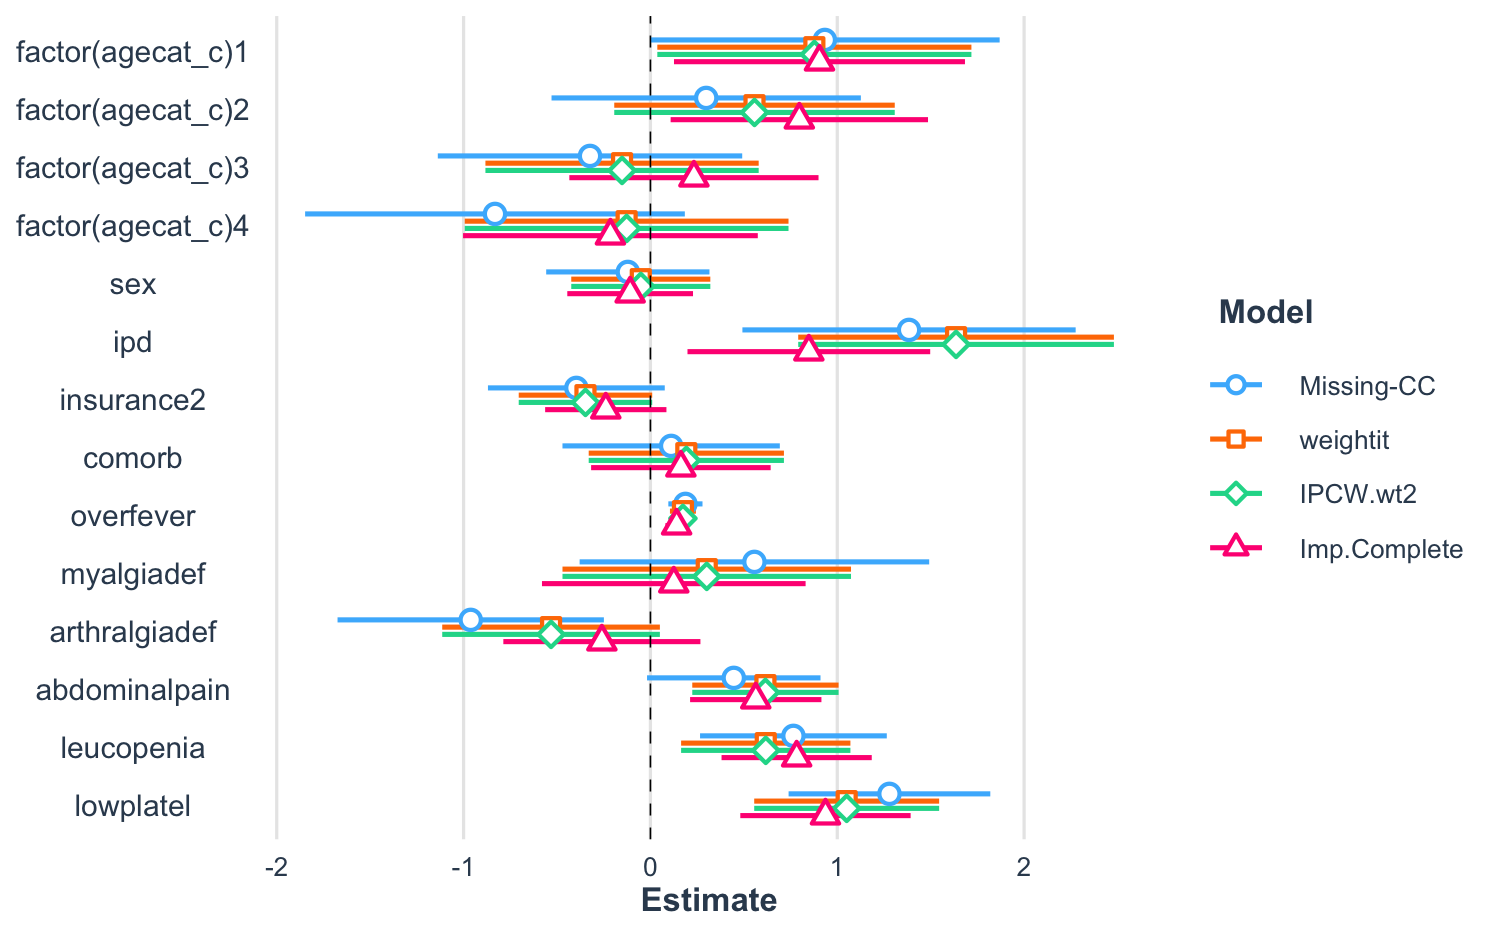 factor(agecat_c)1
factor(agecat_c)2
factor(agecat_c)3
factor(agecat_c)4
sex
ipd
insurance2
comorb
overfever
myalgiadef
arthralgiadef
abdominalpain
leucopenia
lowplatel
-2 -1 0 1 2
Estimate
Model
Missing-CC
weightit
IPCW.wt2
Imp.Complete